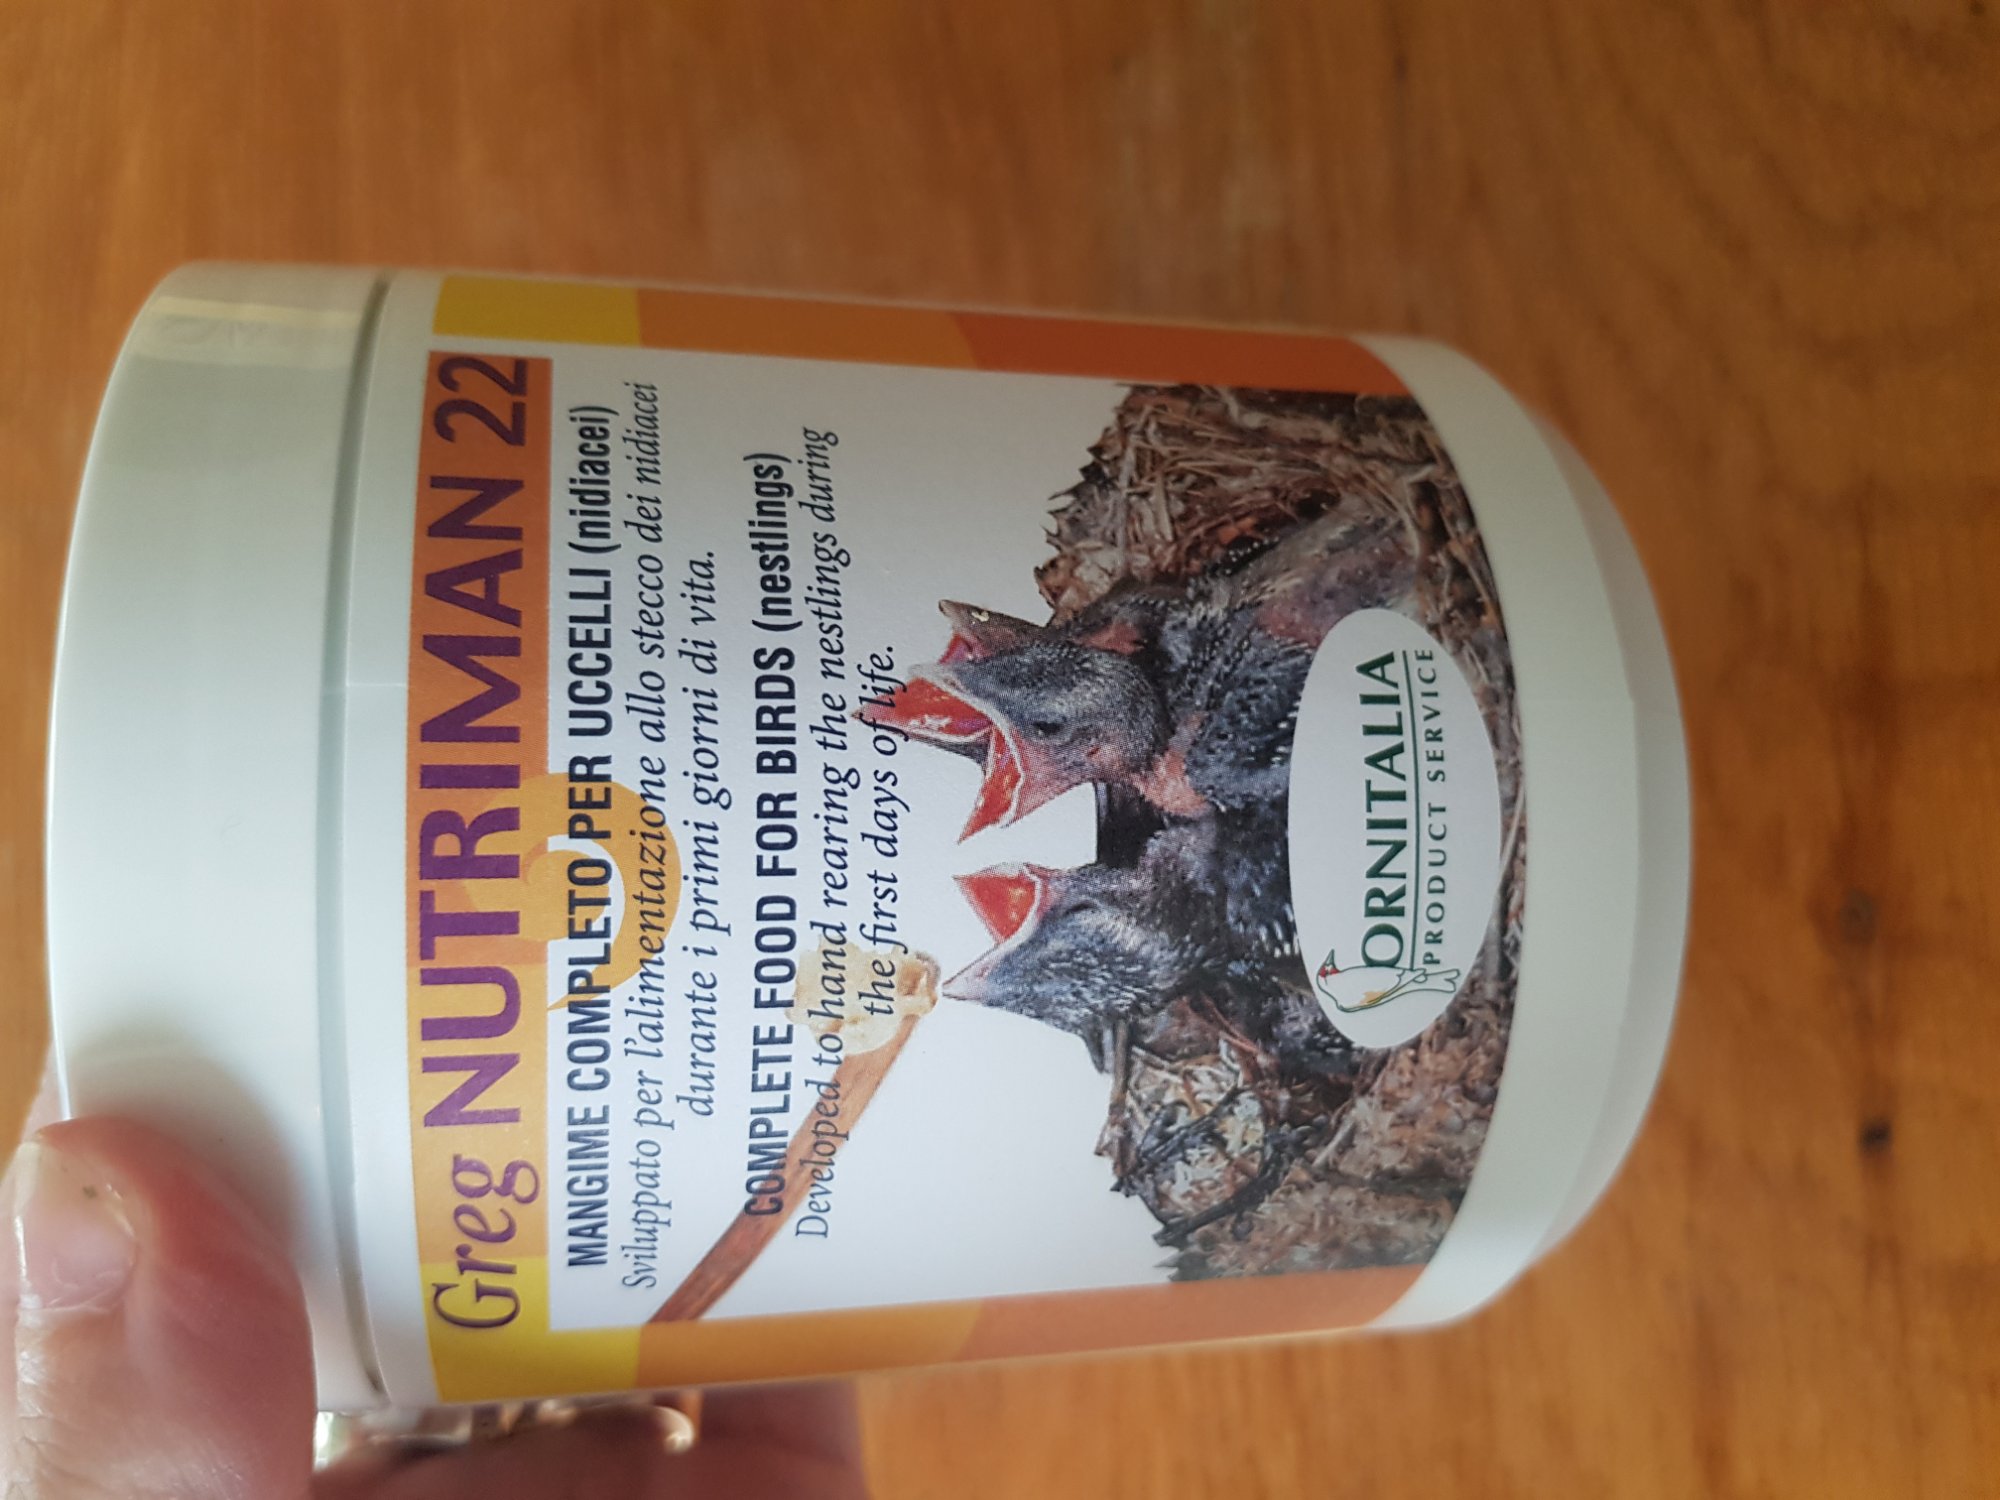 Greg NUTRIMAN 22
MANGIME COMPLETO PER UCCELLI (nidiacei)
Sviluppato per l'alimentazione allo stecco dei nidiacei
durante i primi giorni di vita.
COMPLETE FOOD FOR BIRDS (nestlings)
Developed to hand rearing the nestlings during
the first days of life.
ORNITALIA
PRODUCT SERVICE